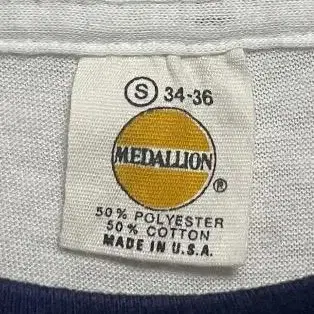 Ⓢ 34-36
MEDALLION
®
50% POLYESTER
50% COTTON
MADE IN U.S.A.